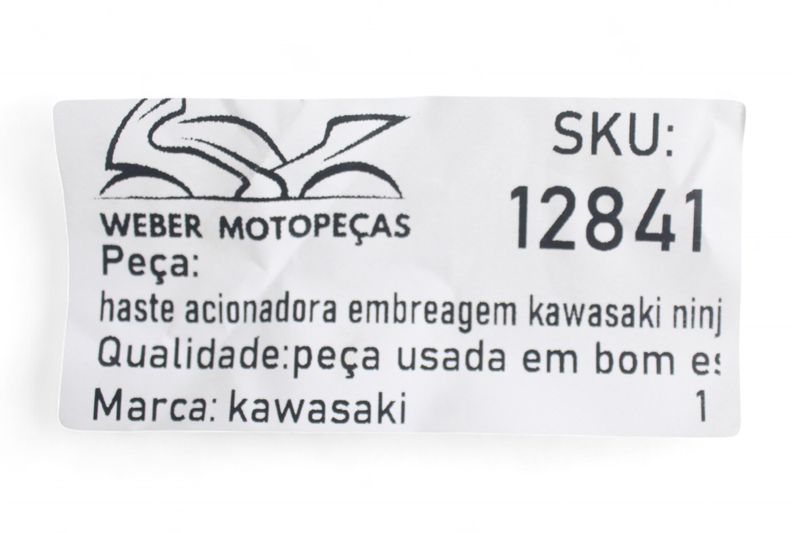 SKU:
12841
WEBER MOTOPEÇAS
Peça:
haste acionadora embreagem kawasaki ninj
Qualidade:peça usada em bom es
Marca: kawasaki 1